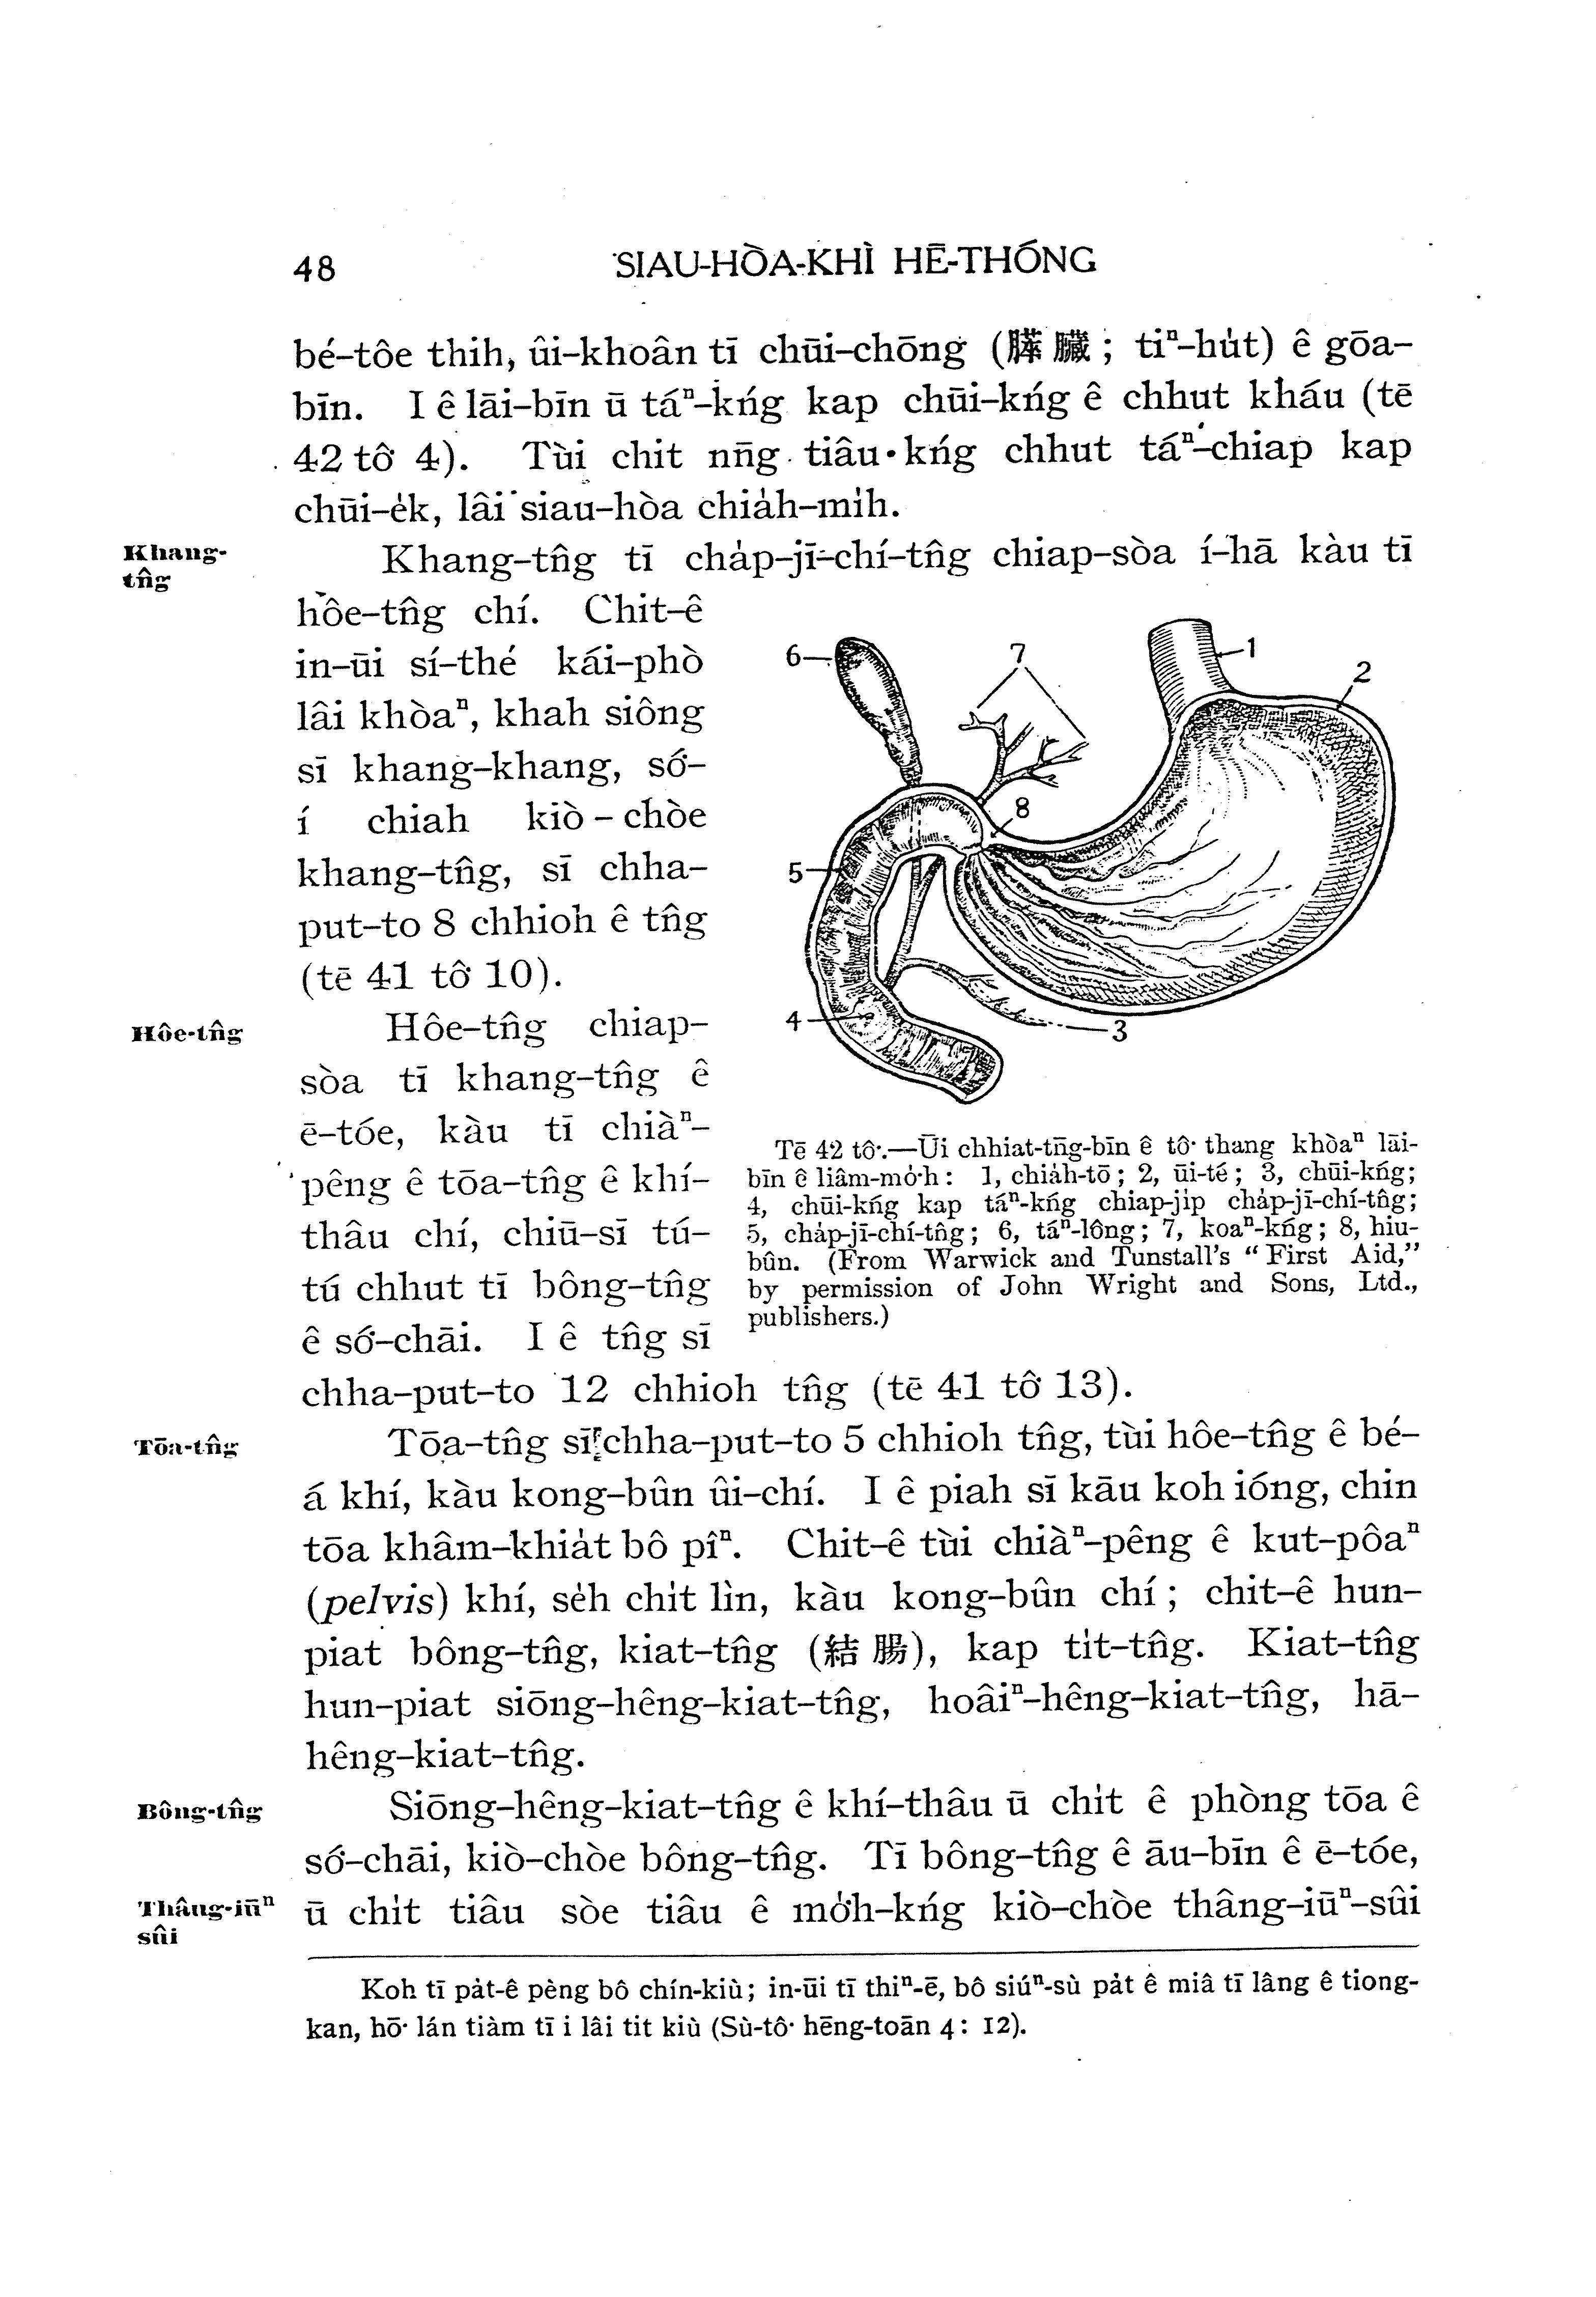 48
SIAU-HÒA-KHÌ HĒ-THÓNG
bé-tôe thih, ûi-khoân tī chūi-chōng (膵臟; tiⁿ-hu̍t) ê gōa-
bīn. I ê lāi-bīn ū táⁿ-kńg kap chūi-kńg ê chhut kháu (tē
42 tô͘ 4). Tùi chit nn̄g tiâu kńg chhut táⁿ-chiap kap
chūi-e̍k, lâi siau-hòa chia̍h-mi̍h.
Khang-
tn̂g
Khang-tn̂g tī cha̍p-jī-chí-tn̂g chiap-sòa í-hā kàu tī
hôe-tn̂g chí. Chit-ê
in-ūi sí-thé kái-phò
lâi khòaⁿ, khah siông
sī khang-khang, só͘-
í chiah kiò-chòe
khang-tn̂g, sī chha-
put-to 8 chhioh ê tn̂g
(tē 41 tô͘ 10).
Hôe-tn̂g
Hôe-tn̂g chiap-
sòa tī khang-tn̂g ê
ē-tóe, kàu tī chiàⁿ-
pêng ê tōa-tn̂g ê khí-
thâu chí, chiū-sī tú-
tú chhut tī bông-tn̂g
ê só͘-chāi. I ê tn̂g sī
chha-put-to 12 chhioh tn̂g (tē 41 tô͘ 13).
6
7
1
2
8
5
4
3
Tē 42 tô͘.—Ūi chhiat-tn̄g-bīn ê tô͘ thang khòaⁿ lāi-
bīn ê liâm-mo̍͘h: 1, chia̍h-tō; 2, ūi-té; 3, chūi-kńg;
4, chūi-kńg kap táⁿ-kńg chiap-ji̍p cha̍p-jī-chí-tn̂g;
5, cha̍p-jī-chí-tn̂g; 6, táⁿ-lông; 7, koaⁿ-kńg; 8, hiu-
bûn. (From Warwick and Tunstall's "First Aid,"
by permission of John Wright and Sons, Ltd.,
publishers.)
Tōa-tn̂g
Tōa-tn̂g sī chha-put-to 5 chhioh tn̂g, tùi hôe-tn̂g ê bé-
á khí, kàu kong-bûn ûi-chí. I ê piah sī kāu koh ióng, chin
tōa khâm-khia̍t bô pîⁿ. Chit-ê tùi chiàⁿ-pêng ê kut-pôaⁿ
(pelvis) khí, se̍h chi̍t lìn, kàu kong-bûn chí; chit-ê hun-
piat bông-tn̂g, kiat-tn̂g (結腸), kap ti̍t-tn̂g. Kiat-tn̂g
hun-piat siōng-hêng-kiat-tn̂g, hoâiⁿ-hêng-kiat-tn̂g, hā-
hêng-kiat-tn̂g.
Bông-tn̂g
Siōng-hêng-kiat-tn̂g ê khí-thâu ū chi̍t ê phòng tōa ê
só͘-chāi, kiò-chòe bông-tn̂g. Tī bông-tn̂g ê āu-bīn ê ē-tóe,
Thâng-iūⁿ
sûi
ū chi̍t tiâu sòe tiâu ê mo̍͘h-kńg kiò-chòe thâng-iūⁿ-sûi
Koh tī pa̍t-ê pèng bô chín-kiù; in-ūi tī thiⁿ-ē, bô siúⁿ-sù pa̍t ê miâ tī lâng ê tiong-
kan, hō͘ lán tiàm tī i lâi tit kiù (Sù-tô͘ hēng-toān 4: 12).